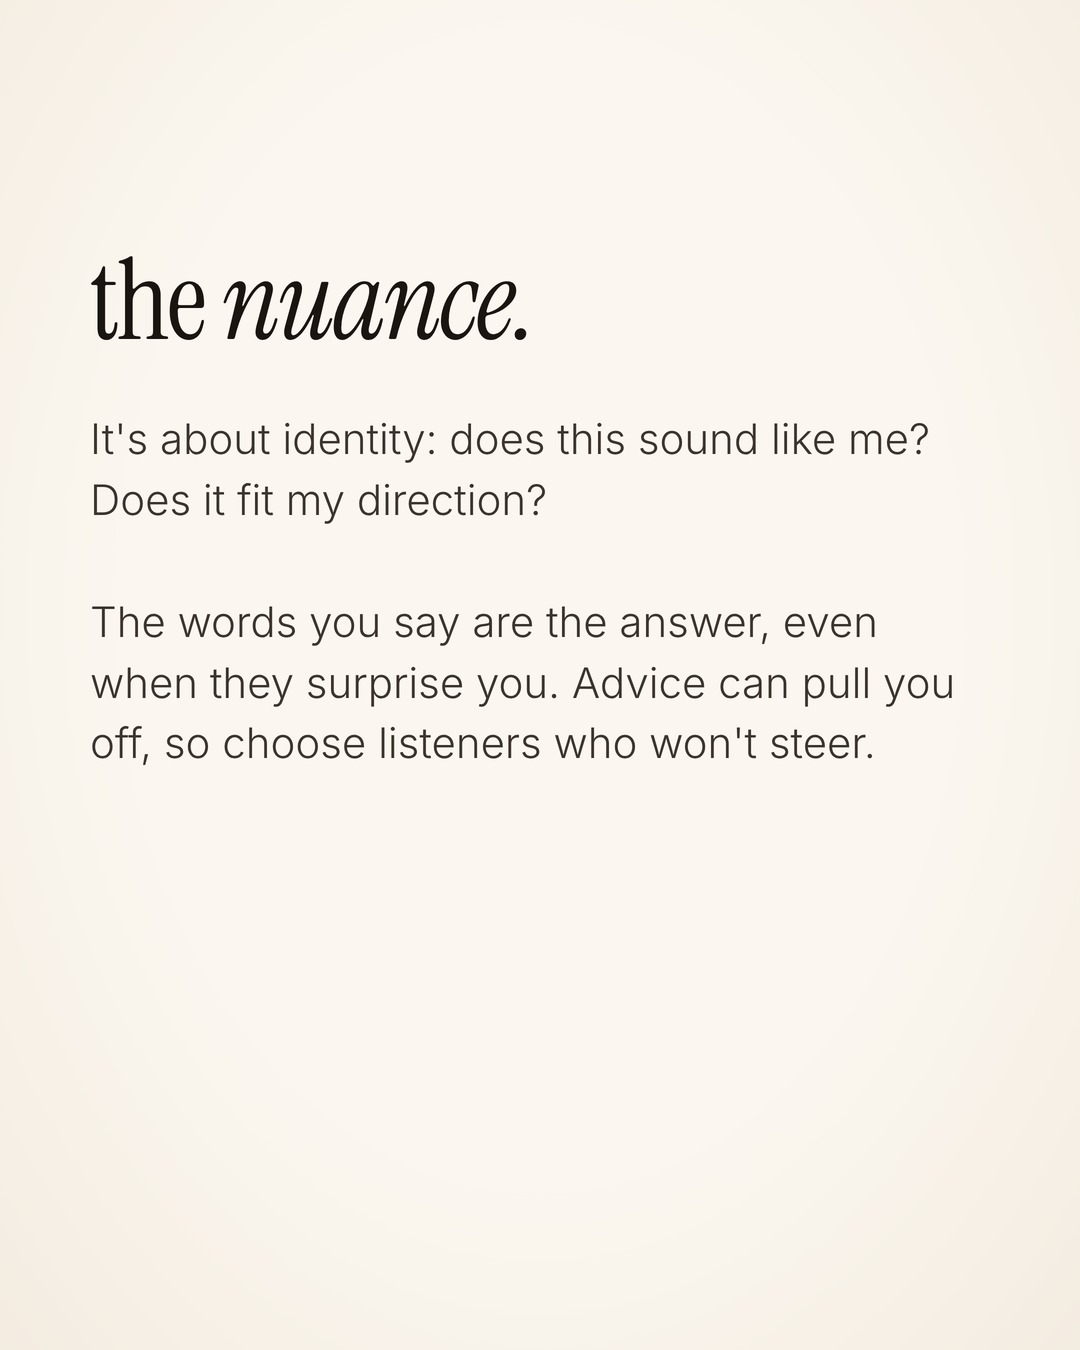 the nuance.
It's about identity: does this sound like me?
Does it fit my direction?
The words you say are the answer, even
when they surprise you. Advice can pull you
off, so choose listeners who won't steer.